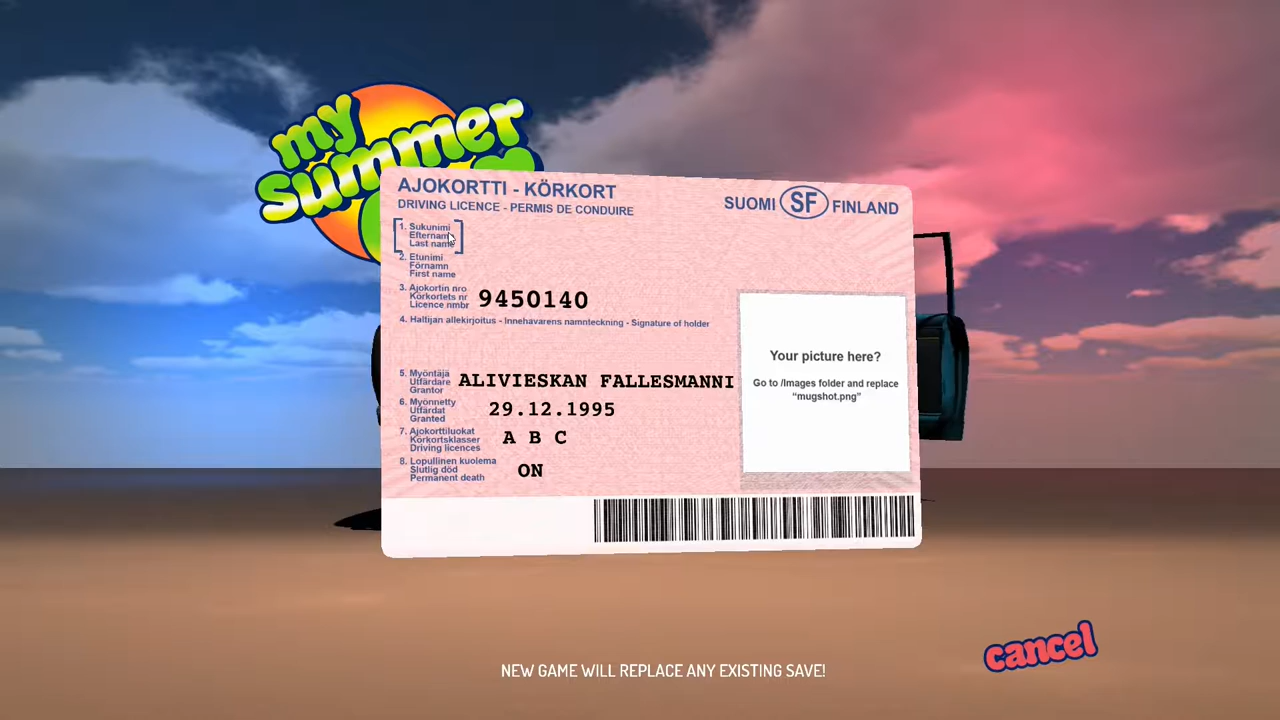 my
summer
AJOKORTTI - KÖRKORT
DRIVING LICENCE - PERMIS DE CONDUIRE
SUOMI SF FINLAND
1. Sukunimi
Efternamn
Last name
2. Etunimi
Förnamn
First name
3. Ajokortin nro
Körkortets nr
Licence nmbr
9450140
4. Haltijan allekirjoitus - Innehavarens namnteckning - Signature of holder
Your picture here?
Go to /Images folder and replace
“mugshot.png”
5. Myöntäjä
Utfärdare
Grantor
ALIVIESKAN FALLESMANNI
6. Myönnetty
Utfärdat
Granted
29.12.1995
7. Ajokorttiluokat
Körkortsklasser
Driving licences
A B C
8. Lopullinen kuolema
Slutlig död
Permanent death
ON
cancel
NEW GAME WILL REPLACE ANY EXISTING SAVE!